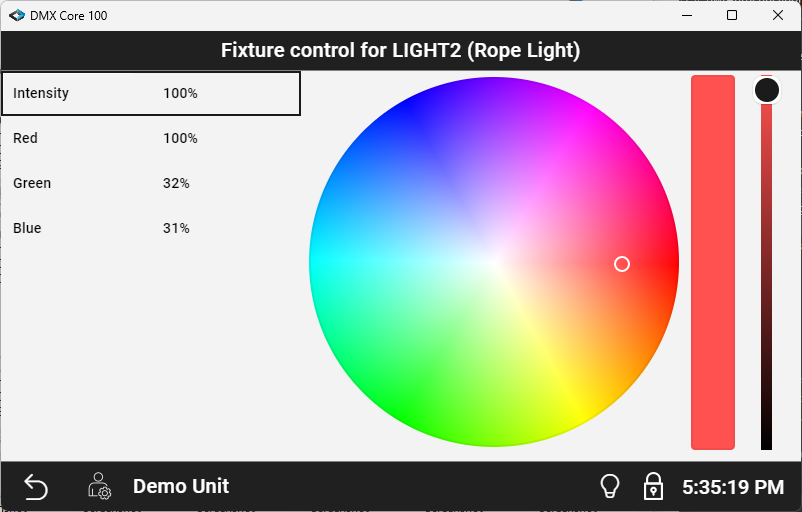 DMX Core 100
Fixture control for LIGHT2 (Rope Light)
Intensity 100%
Red 100%
Green 32%
Blue 31%
Demo Unit
5:35:19 PM